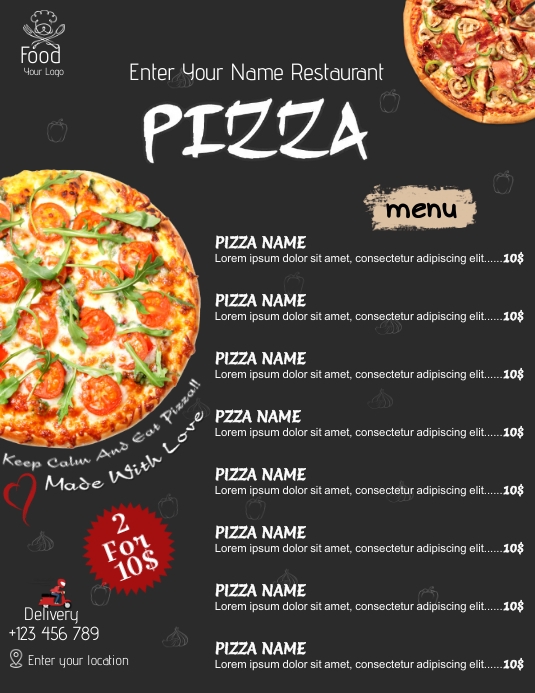 Food
Your Logo
Enter Your Name Restaurant
PIZZA
menu
PIZZA NAME
Lorem ipsum dolor sit amet, consectetur adipiscing elit......10$
PIZZA NAME
Lorem ipsum dolor sit amet, consectetur adipiscing elit......10$
PIZZA NAME
Lorem ipsum dolor sit amet, consectetur adipiscing elit......10$
PZZA NAME
Lorem ipsum dolor sit amet, consectetur adipiscing elit......10$
PIZZA NAME
Lorem ipsum dolor sit amet, consectetur adipiscing elit......10$
PIZZA NAME
Lorem ipsum dolor sit amet, consectetur adipiscing elit......10$
PIZZA NAME
Lorem ipsum dolor sit amet, consectetur adipiscing elit......10$
PIZZA NAME
Lorem ipsum dolor sit amet, consectetur adipiscing elit......10$
Keep Calm And Eat Pizza!!
Made With Love
2
For
10$
Delivery
+123 456 789
Enter your location